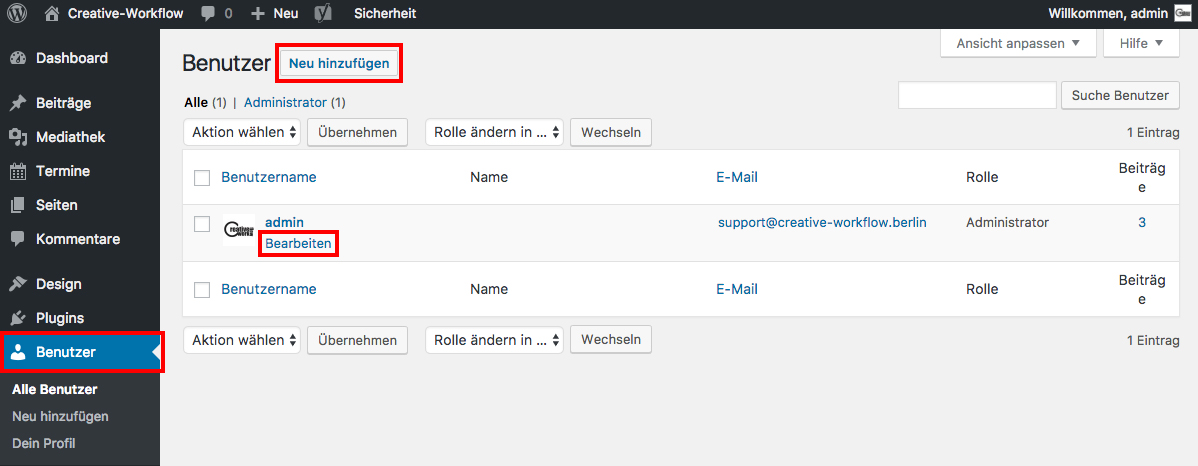 Creative-Workflow 0 Neu Sicherheit Willkommen, admin
Dashboard
Beiträge
Mediathek
Termine
Seiten
Kommentare
Design
Plugins
Benutzer
Alle Benutzer
Neu hinzufügen
Dein Profil
Ansicht anpassen Hilfe
Benutzer Neu hinzufügen
Alle (1) | Administrator (1)
Suche Benutzer
Aktion wählen Übernehmen Rolle ändern in ... Wechseln 1 Eintrag
Benutzername Name E-Mail Rolle Beiträg
e
admin support@creative-workflow.berlin Administrator 3
Bearbeiten
Benutzername Name E-Mail Rolle Beiträg
e
Aktion wählen Übernehmen Rolle ändern in ... Wechseln 1 Eintrag